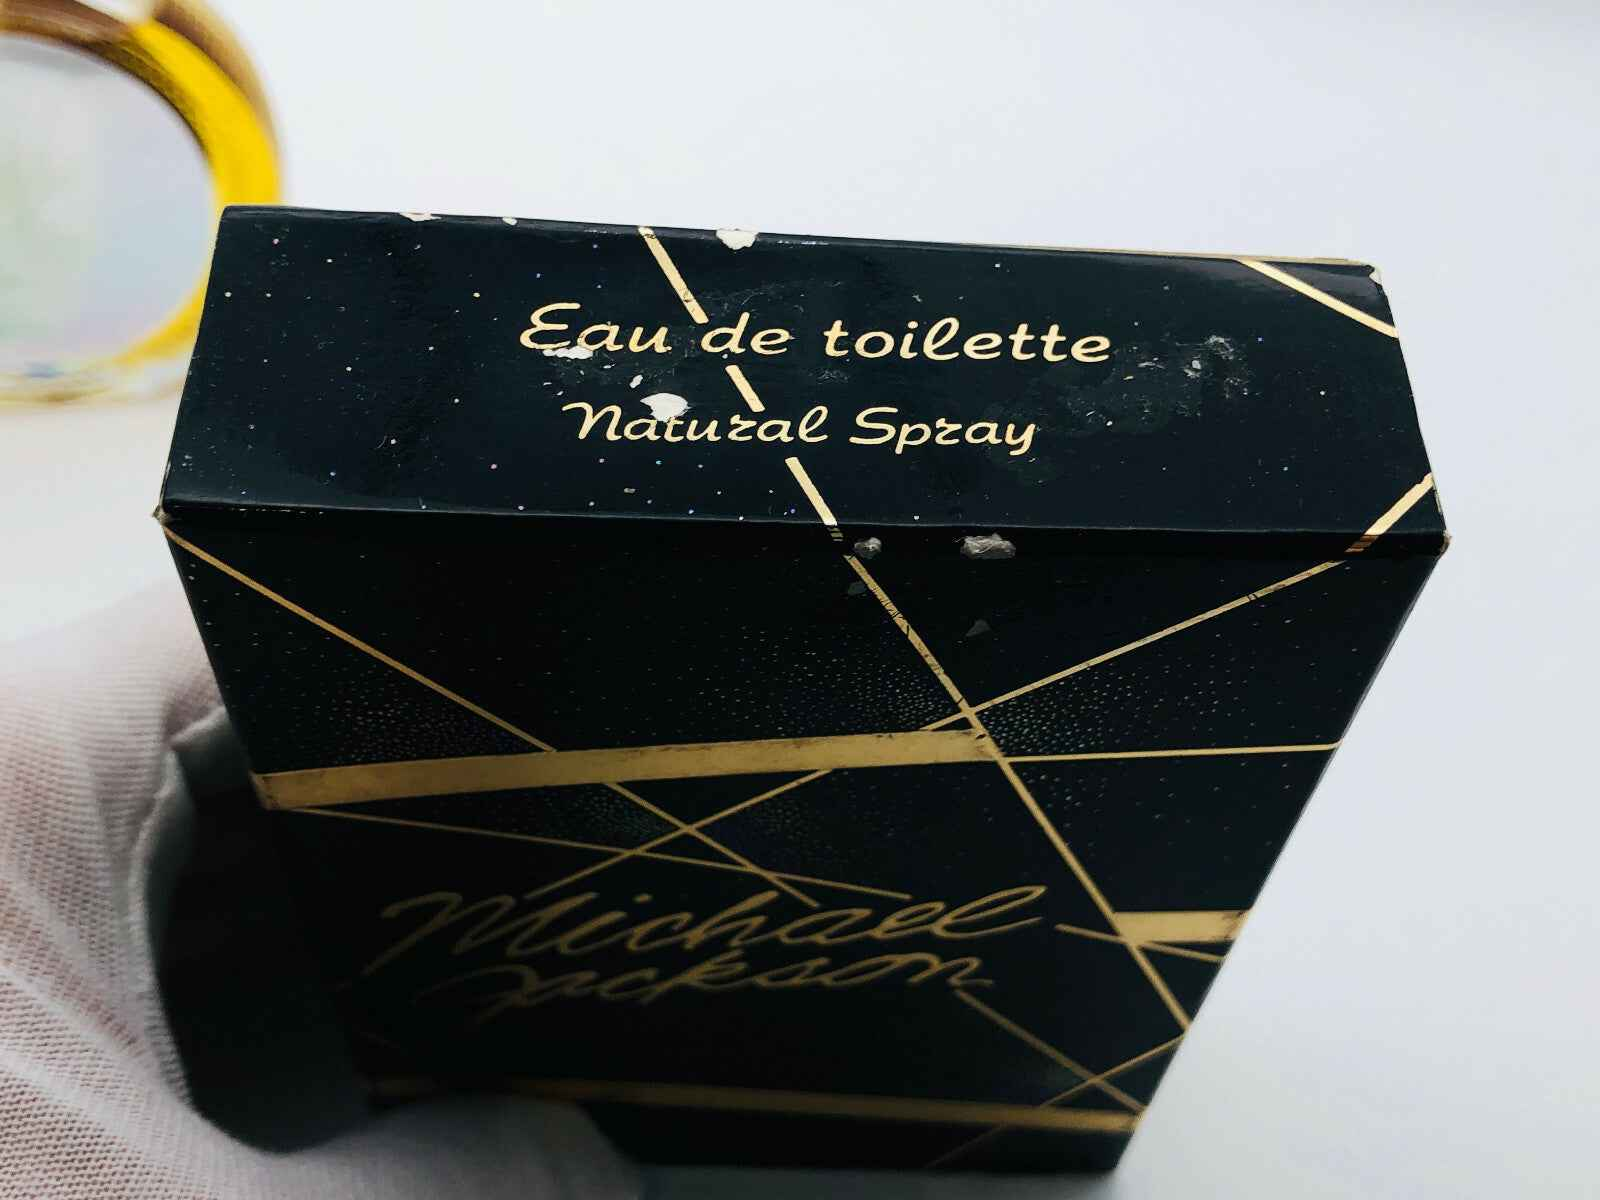 Eau de toilette
Natural Spray
Michael
Jackson